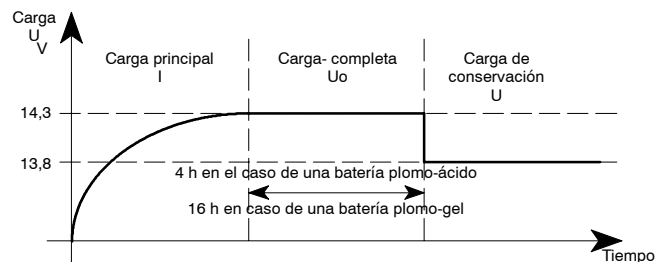 Carga
U
V
Carga principal
I
Carga- completa
Uo
Carga de
conservación
U
14,3
13,8
4 h en el caso de una batería plomo-ácido
16 h en caso de una batería plomo-gel
Tiempo